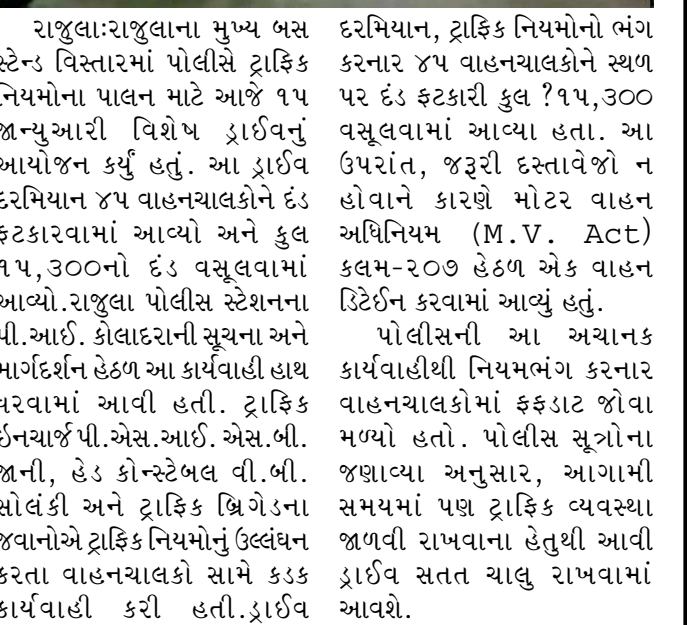 રાજુલાઃરાજુલાના મુખ્ય બસ
સ્ટેન્ડ વિસ્તારમાં પોલીસે ટ્રાફિક
નિયમોના પાલન માટે આજે ૧૫
જાન્યુઆરી વિશેષ ડ્રાઈવનું
આયોજન કર્યું હતું. આ ડ્રાઈવ
દરમિયાન ૪૫ વાહનચાલકોને દંડ
ફટકારવામાં આવ્યો અને કુલ
૧૫,૩૦૦નો દંડ વસૂલવામાં
આવ્યો.રાજુલા પોલીસ સ્ટેશનના
પી.આઈ. કોલાદરાની સૂચના અને
માર્ગદર્શન હેઠળ આ કાર્યવાહી હાથ
ધરવામાં આવી હતી. ટ્રાફિક
ઇનચાર્જ પી.એસ.આઈ. એસ.બી.
જાની, હેડ કોન્સ્ટેબલ વી.બી.
સોલંકી અને ટ્રાફિક બ્રિગેડના
જવાનોએ ટ્રાફિક નિયમોનું ઉલ્લંઘન
કરતા વાહનચાલકો સામે કડક
કાર્યવાહી કરી હતી.ડ્રાઈવ
દરમિયાન, ટ્રાફિક નિયમોનો ભંગ
કરનાર ૪૫ વાહનચાલકોને સ્થળ
પર દંડ ફટકારી કુલ ?૧૫,૩૦૦
વસૂલવામાં આવ્યા હતા. આ
ઉપરાંત, જરૂરી દસ્તાવેજો ન
હોવાને કારણે મોટર વાહન
અધિનિયમ (M.V. Act)
કલમ-૨૦૭ હેઠળ એક વાહન
ડિટેઈન કરવામાં આવ્યું હતું.
પોલીસની આ અચાનક
કાર્યવાહીથી નિયમભંગ કરનાર
વાહનચાલકોમાં ફફડાટ જોવા
મળ્યો હતો. પોલીસ સૂત્રોના
જણાવ્યા અનુસાર, આગામી
સમયમાં પણ ટ્રાફિક વ્યવસ્થા
જાળવી રાખવાના હેતુથી આવી
ડ્રાઈવ સતત ચાલુ રાખવામાં
આવશે.